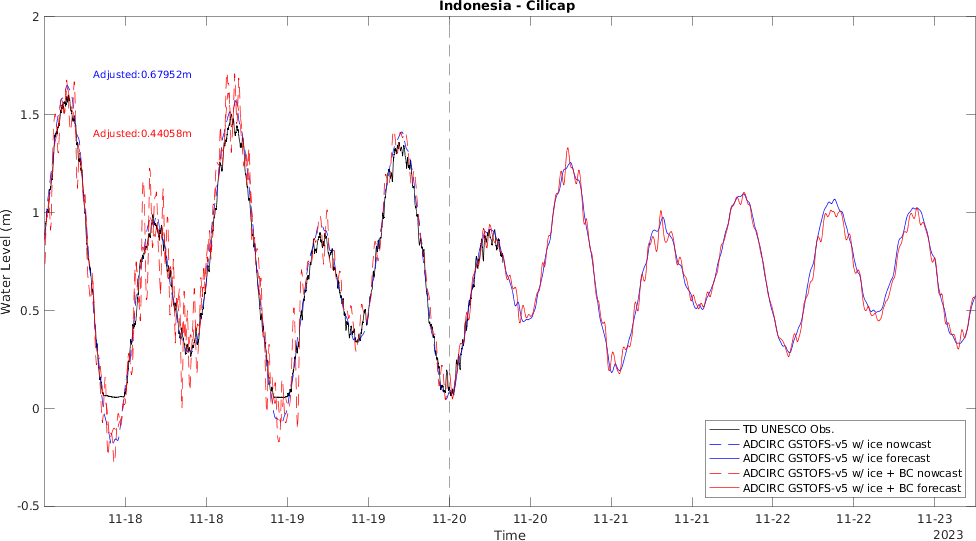 Indonesia - Cilicap
2
1.5
1
0.5
0
-0.5
Water Level (m)
Adjusted:0.67952m
Adjusted:0.44058m
TD UNESCO Obs.
ADCIRC GSTOFS-v5 w/ ice nowcast
ADCIRC GSTOFS-v5 w/ ice forecast
ADCIRC GSTOFS-v5 w/ ice + BC nowcast
ADCIRC GSTOFS-v5 w/ ice + BC forecast
11-18 11-18 11-19 11-19 11-20 11-20 11-21 11-21 11-22 11-22 11-23
Time
2023